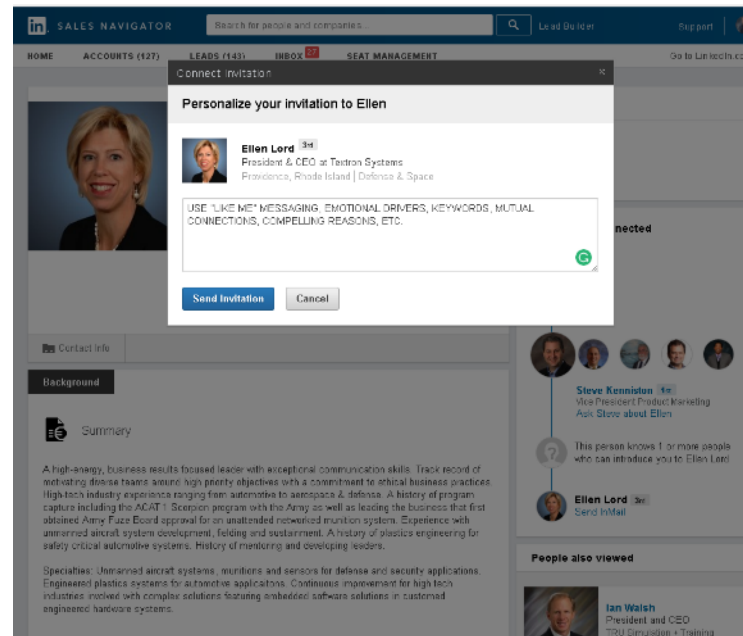 in. SALES NAVIGATOR
Search for people and companies...
Lead Builder
Support
HOME ACCOUNTS (127) LEADS (143) INBOX 27 SEAT MANAGEMENT
Go to LinkedIn.co
Connect Invitation
×
Personalize your invitation to Ellen
Ellen Lord 3rd
President & CEO at Textron Systems
Providence, Rhode Island | Defense & Space
USE "LIKE ME" MESSAGING, EMOTIONAL DRIVERS, KEYWORDS, MUTUAL
CONNECTIONS, COMPELLING REASONS, ETC.
Send Invitation
Cancel
nnected
Contact Info
Background
Summary
A high-energy, business results focused leader with exceptional communication skills. Track record of
motivating diverse teams around high priority objectives with a commitment to ethical business practices.
High-tech industry experience ranging from automotive to aerospace & defense. A history of program
capture including the ACAT 1 Scorpion program with the Army as well as leading the business that first
obtained Army Fuze Board approval for an unattended networked munition system. Experience with
unmanned aircraft system development, fielding and sustainment. A history of plastics engineering for
safety critical automotive systems. History of mentoring and developing leaders.
Specialties: Unmanned aircraft systems, munitions and sensors for defense and security applications.
Engineered plastics systems for automotive applicaitons. Continuous improvement for high tech
industries involved with complex solutions featuring embedded software solutions in customed
engineered hardware systems.
Steve Kenniston 1st
Vice President Product Marketing
Ask Steve about Ellen
This person knows 1 or more people
who can introduce you to Ellen Lord
Ellen Lord 3rd
Send InMail
People also viewed
Ian Walsh
President and CEO
TRU Simulation + Training